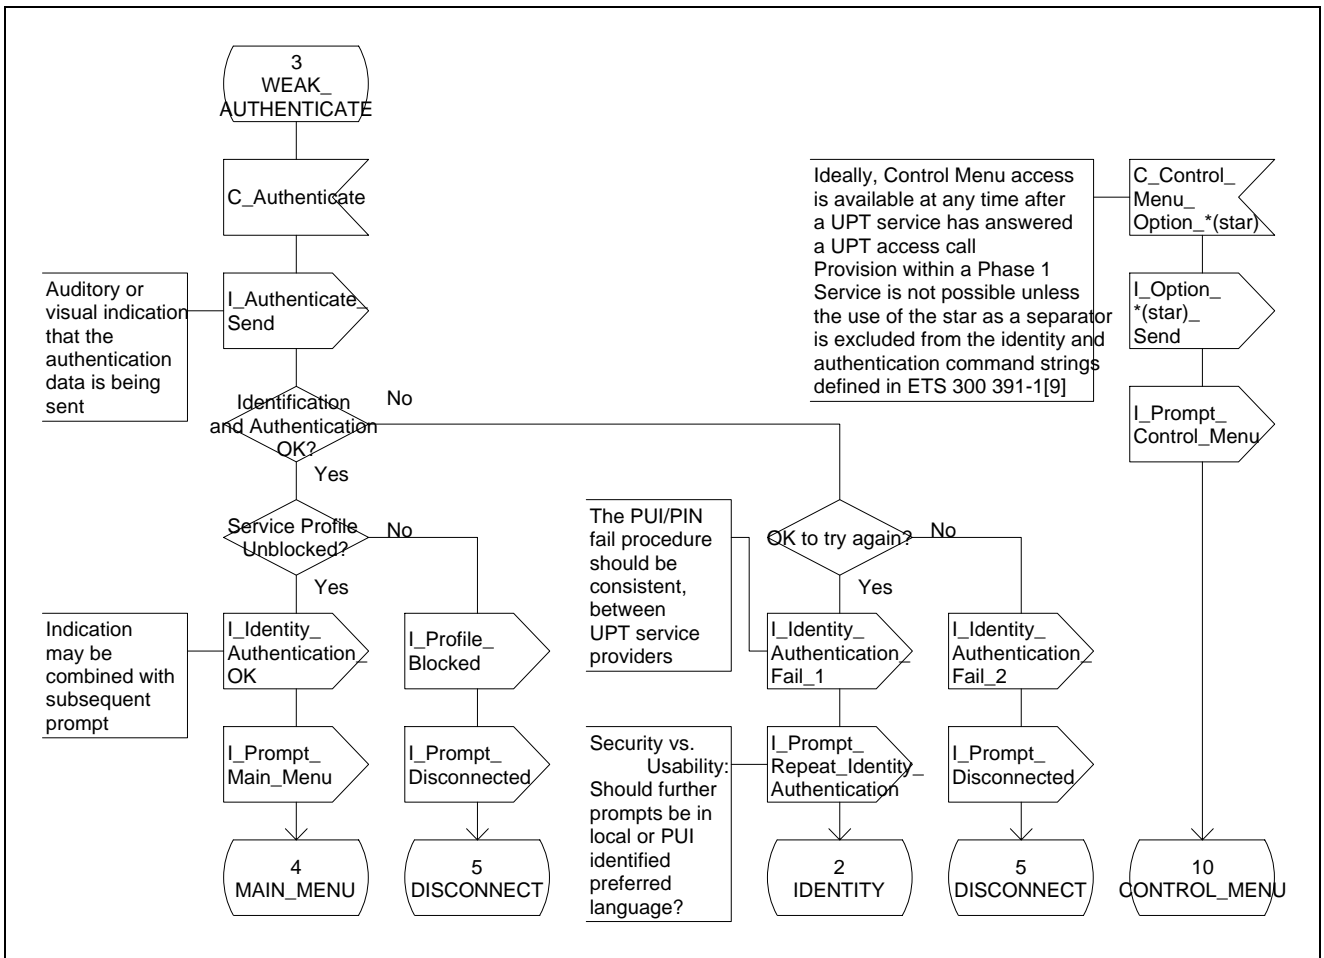 3
WEAK_
AUTHENTICATE
C_Authenticate
Auditory or
visual indication
that the
authentication
data is being
sent
I_Authenticate_
Send
Identification
and Authentication
OK?
No
Yes
Service Profile
Unblocked?
No
Yes
Indication
may be
combined with
subsequent
prompt
I_Identity_
Authentication_
OK
I_Profile_
Blocked
I_Prompt_
Main_Menu
I_Prompt_
Disconnected
4
MAIN_MENU
5
DISCONNECT
The PUI/PIN
fail procedure
should be
consistent,
between
UPT service
providers
OK to try again?
No
Yes
I_Identity_
Authentication_
Fail_1
I_Identity_
Authentication_
Fail_2
Security vs.
Usability:
Should further
prompts be in
local or PUI
identified
preferred
language?
I_Prompt_
Repeat_Identity_
Authentication
I_Prompt_
Disconnected
2
IDENTITY
5
DISCONNECT
Ideally, Control Menu access
is available at any time after
a UPT service has answered
a UPT access call
Provision within a Phase 1
Service is not possible unless
the use of the star as a separator
is excluded from the identity and
authentication command strings
defined in ETS 300 391-1[9]
C_Control_
Menu_
Option_*(star)
I_Option_
*(star)_
Send
I_Prompt_
Control_Menu
10
CONTROL_MENU